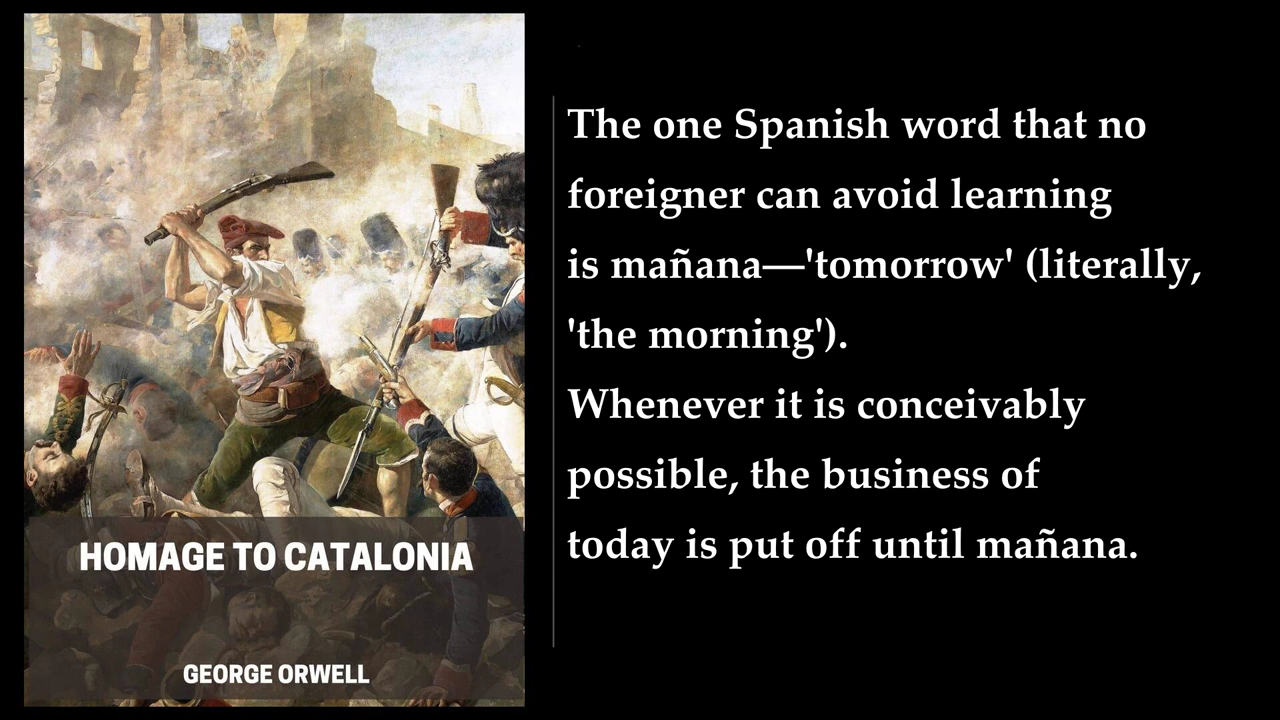 HOMAGE TO CATALONIA
GEORGE ORWELL
The one Spanish word that no
foreigner can avoid learning
is mañana—'tomorrow' (literally,
'the morning').
Whenever it is conceivably
possible, the business of
today is put off until mañana.